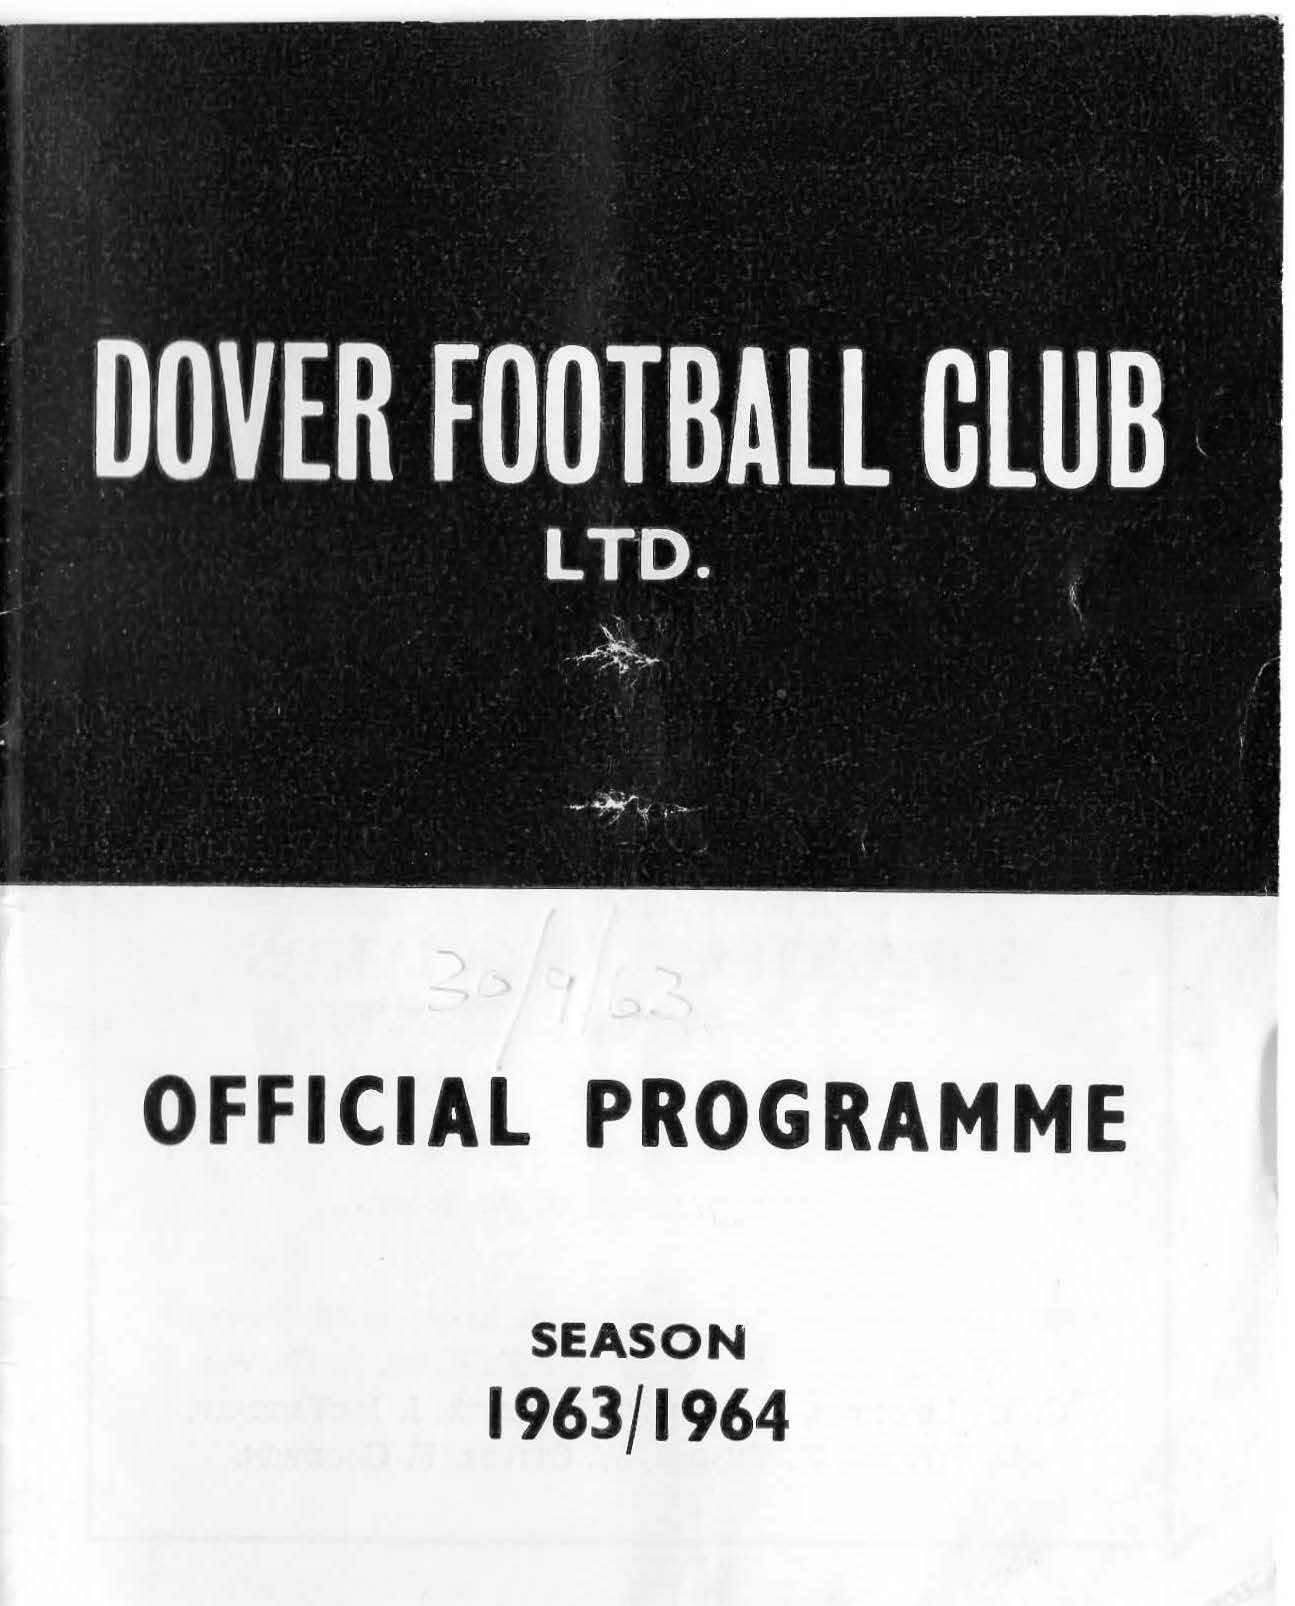 DOVER FOOTBALL CLUB
LTD.
30/9/63
OFFICIAL PROGRAMME
SEASON
1963/1964